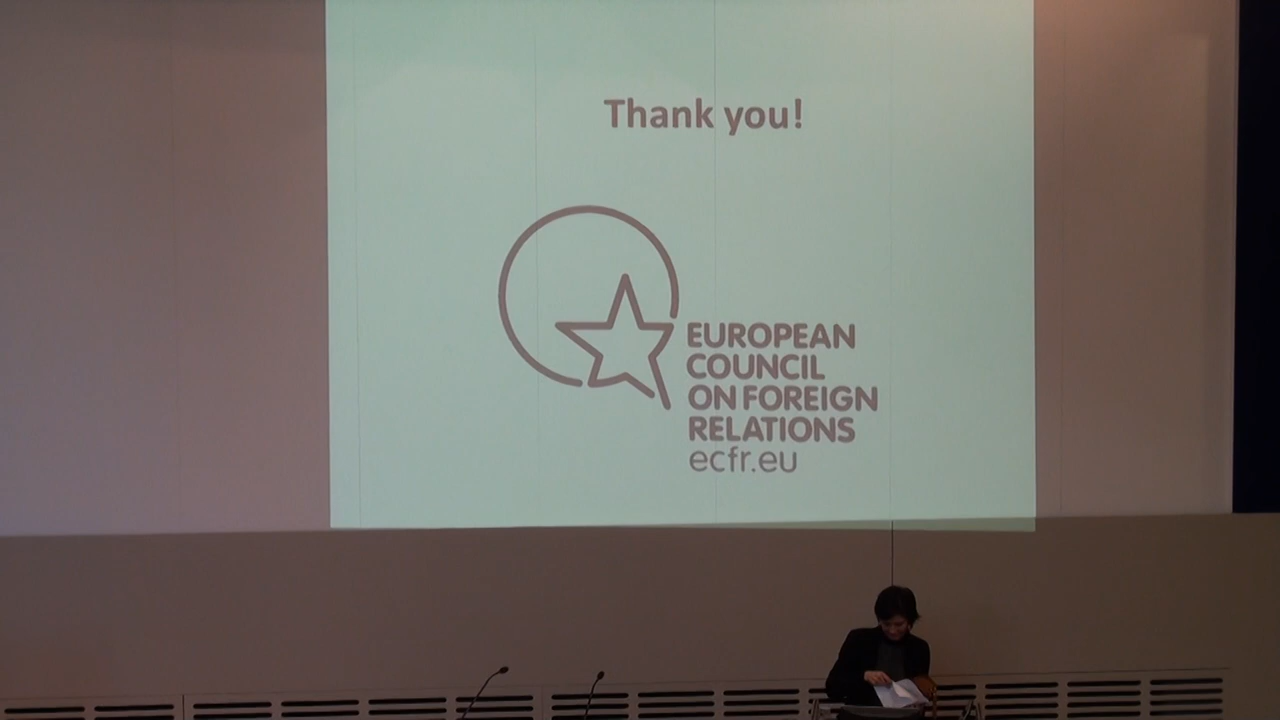 Thank you!
EUROPEAN
COUNCIL
ON FOREIGN
RELATIONS
ecfr.eu